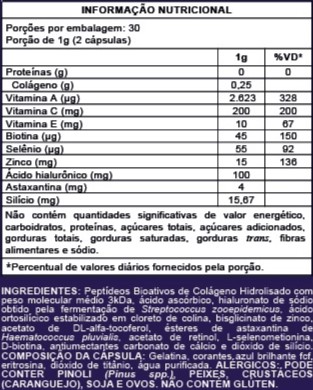 INFORMAÇÃO NUTRICIONAL
Porções por embalagem: 30
Porção de 1g (2 cápsulas)
1g %VD*
Proteínas (g) 0 0
Colágeno (g) 0,25
Vitamina A (µg) 2.623 328
Vitamina C (mg) 200 200
Vitamina E (mg) 10 67
Biotina (µg) 45 150
Selênio (µg) 55 92
Zinco (mg) 15 136
Ácido hialurônico (mg) 100
Astaxantina (mg) 4
Silício (mg) 15,67
Não contém quantidades significativas de valor energético,
carboidratos, proteínas, açúcares totais, açúcares adicionados,
gorduras totais, gorduras saturadas, gorduras trans, fibras
alimentares e sódio.
*Percentual de valores diários fornecidos pela porção.
INGREDIENTES: Peptídeos Bioativos de Colágeno Hidrolisado com
peso molecular médio 3kDa, ácido ascórbico, hialuronato de sódio
obtido pela fermentação de Streptococcus zooepidemicus, ácido
ortosilícico estabilizado em cloreto de colina, bisglicinato de zinco,
acetato de DL-alfa-tocoferol, ésteres de astaxantina de
Haematococcus pluvialis, acetato de retinol, L-selenometionina,
D-biotina, antiumectantes carbonato de cálcio e dióxido de silício.
COMPOSIÇÃO DA CÁPSULA: Gelatina, corantes azul brilhante fcf,
eritrosina, dióxido de titânio, água purificada. ALÉRGICOS: PODE
CONTER PINOLI (Pinus spp.), PEIXES, CRUSTÁCEOS
(CARANGUEJO), SOJA E OVOS. NÃO CONTÉM GLÚTEN.